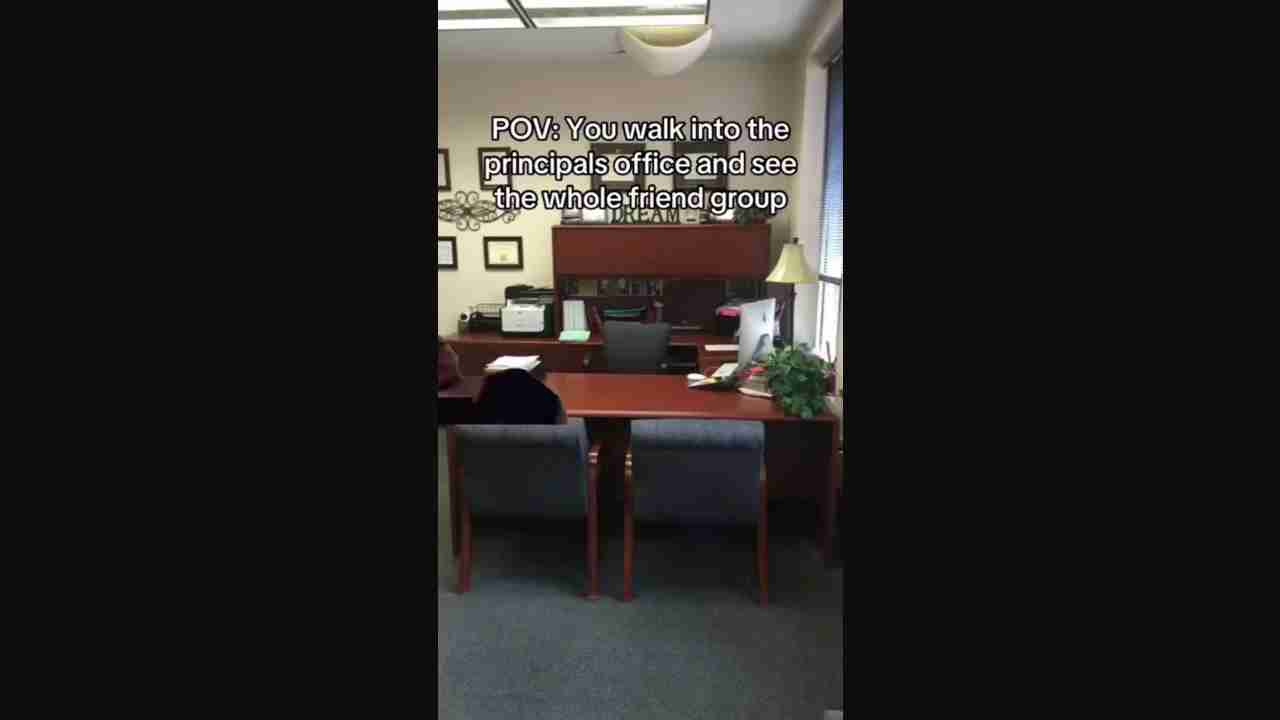 POV: You walk into the
principals office and see
the whole friend group
DREAM